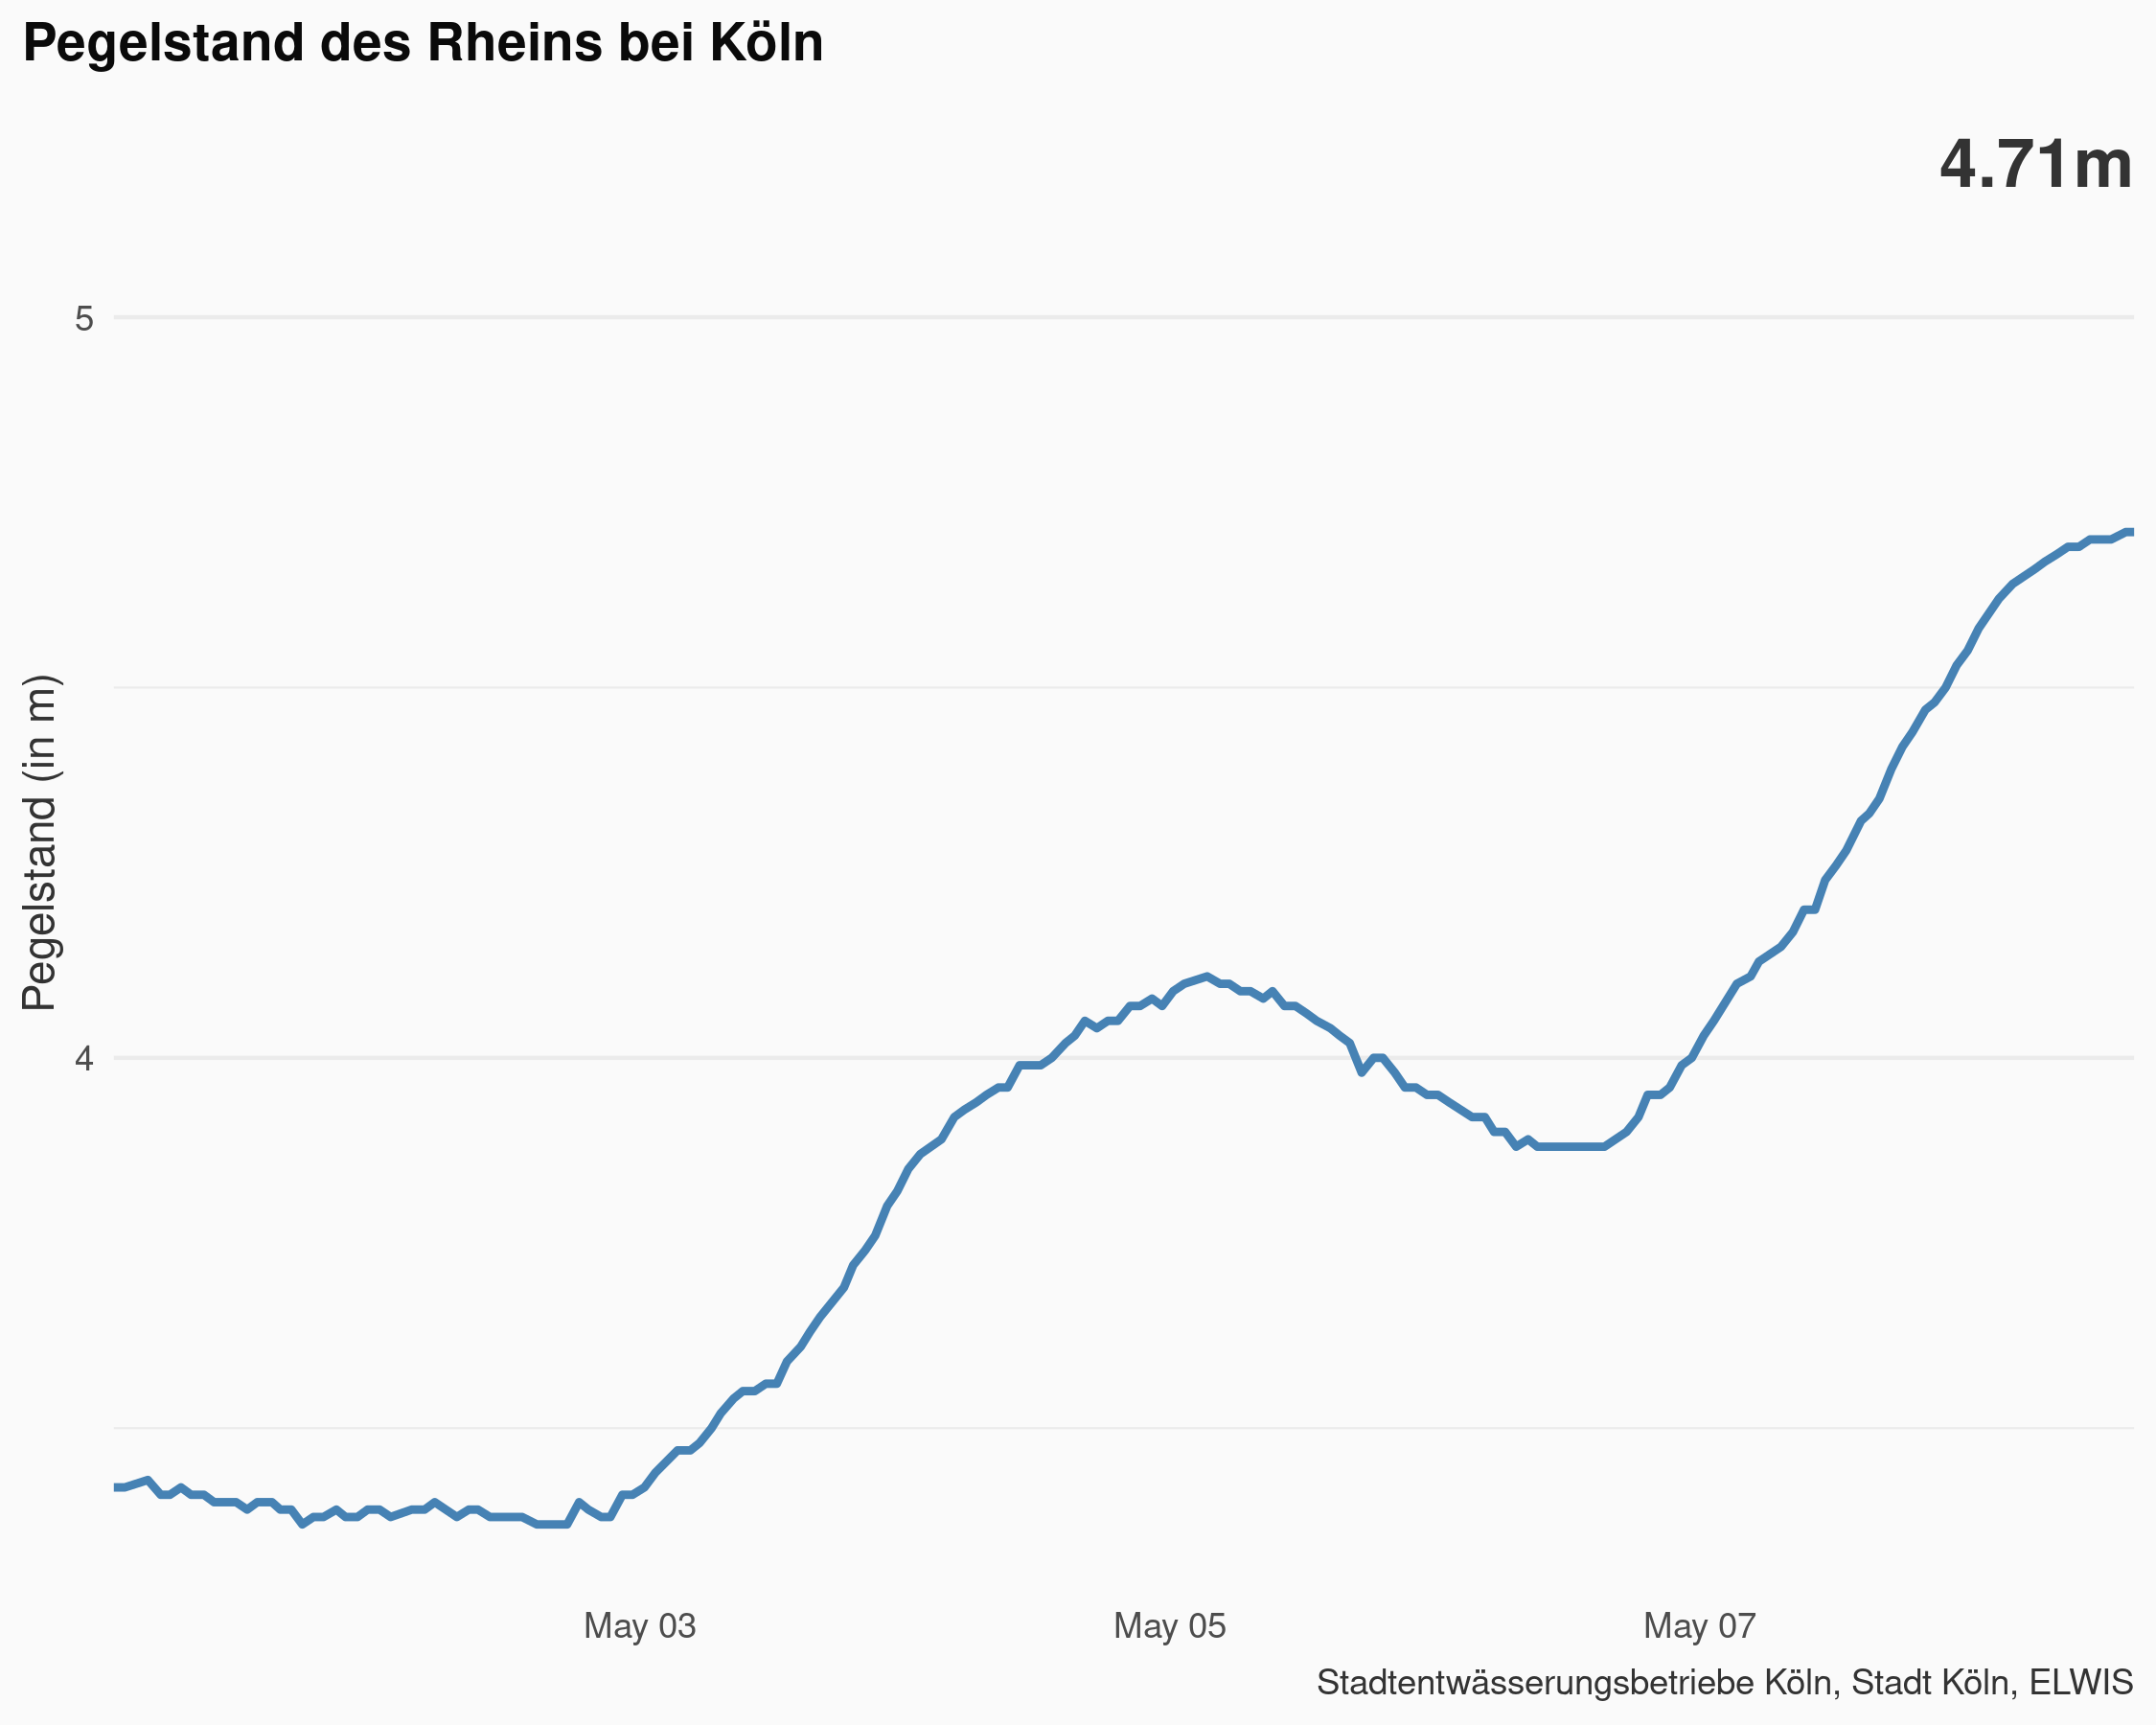 Pegelstand des Rheins bei Köln
4.71m
5
Pegelstand (in m)
4
May 03 May 05 May 07
Stadtentwässerungsbetriebe Köln, Stadt Köln, ELWIS